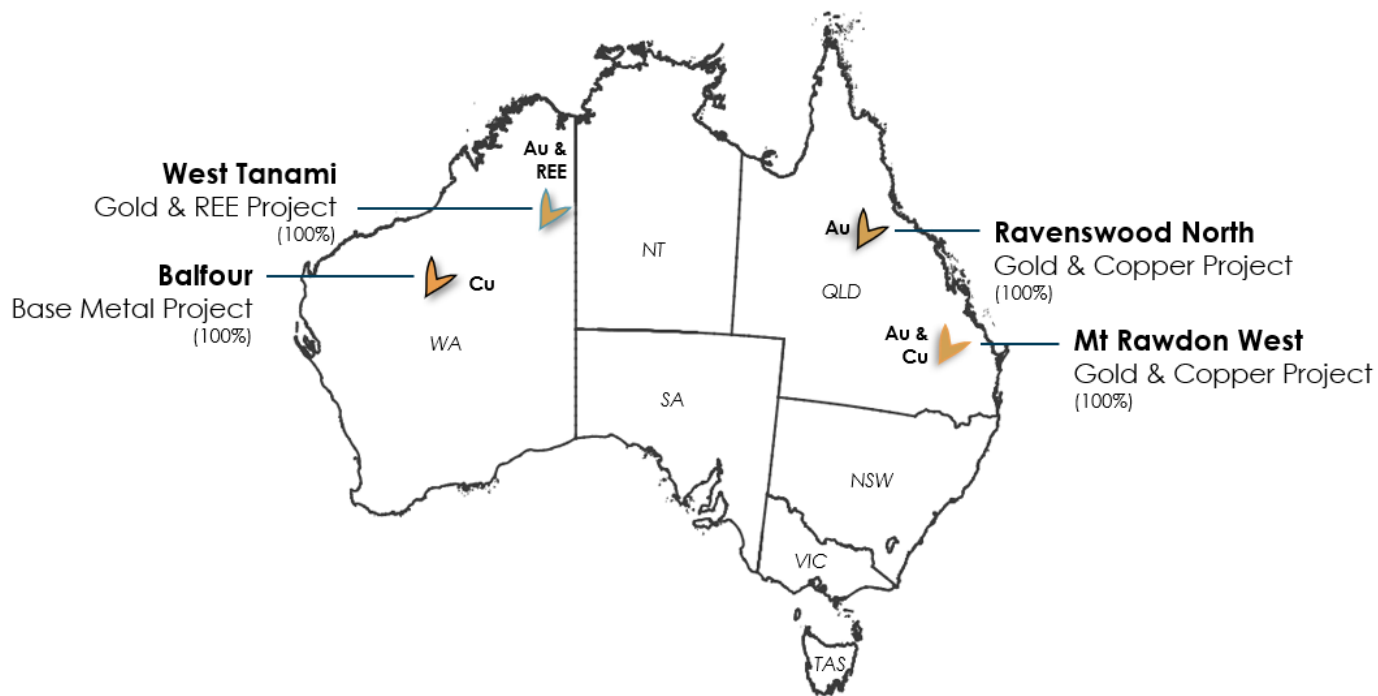 West Tanami
Gold & REE Project
(100%)
Balfour
Base Metal Project
(100%)
Au &
REE
Cu
WA
NT
SA
Au
QLD
Au &
Cu
NSW
VIC
TAS
Ravenswood North
Gold & Copper Project
(100%)
Mt Rawdon West
Gold & Copper Project
(100%)